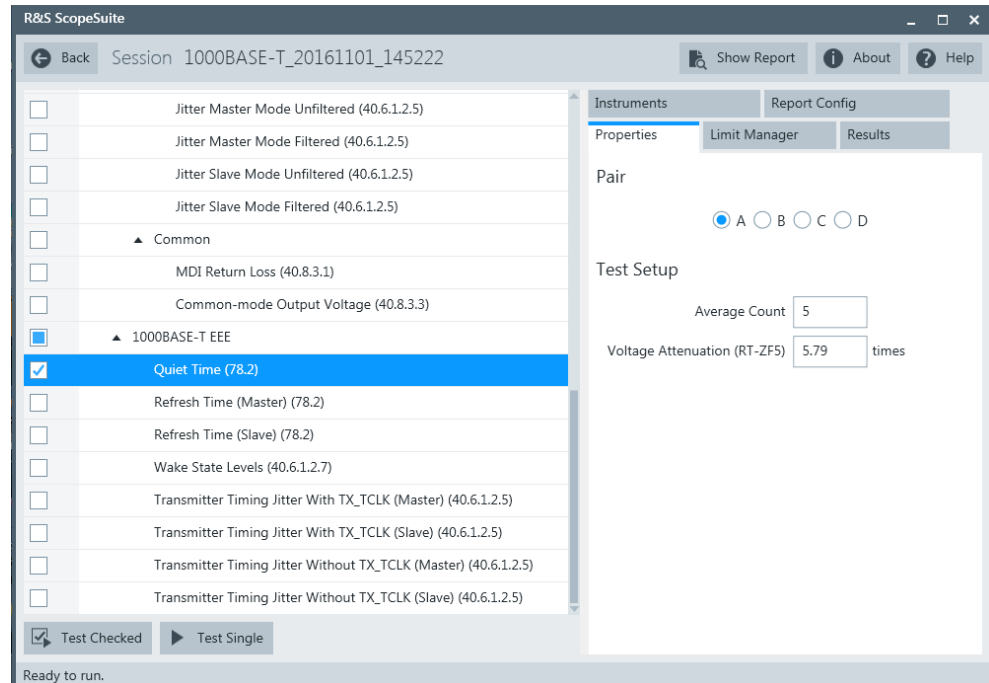 R&S ScopeSuite
Back
Session 1000BASE-T_20161101_145222
Show Report
About
Help
Jitter Master Mode Unfiltered (40.6.1.2.5)
Jitter Master Mode Filtered (40.6.1.2.5)
Jitter Slave Mode Unfiltered (40.6.1.2.5)
Jitter Slave Mode Filtered (40.6.1.2.5)
Common
MDI Return Loss (40.8.3.1)
Common-mode Output Voltage (40.8.3.3)
1000BASE-T EEE
Quiet Time (78.2)
Refresh Time (Master) (78.2)
Refresh Time (Slave) (78.2)
Wake State Levels (40.6.1.2.7)
Transmitter Timing Jitter With TX_TCLK (Master) (40.6.1.2.5)
Transmitter Timing Jitter With TX_TCLK (Slave) (40.6.1.2.5)
Transmitter Timing Jitter Without TX_TCLK (Master) (40.6.1.2.5)
Transmitter Timing Jitter Without TX_TCLK (Slave) (40.6.1.2.5)
Test Checked
Test Single
Instruments
Report Config
Properties
Limit Manager
Results
Pair
A B C D
Test Setup
Average Count 5
Voltage Attenuation (RT-ZF5) 5.79 times
Ready to run.